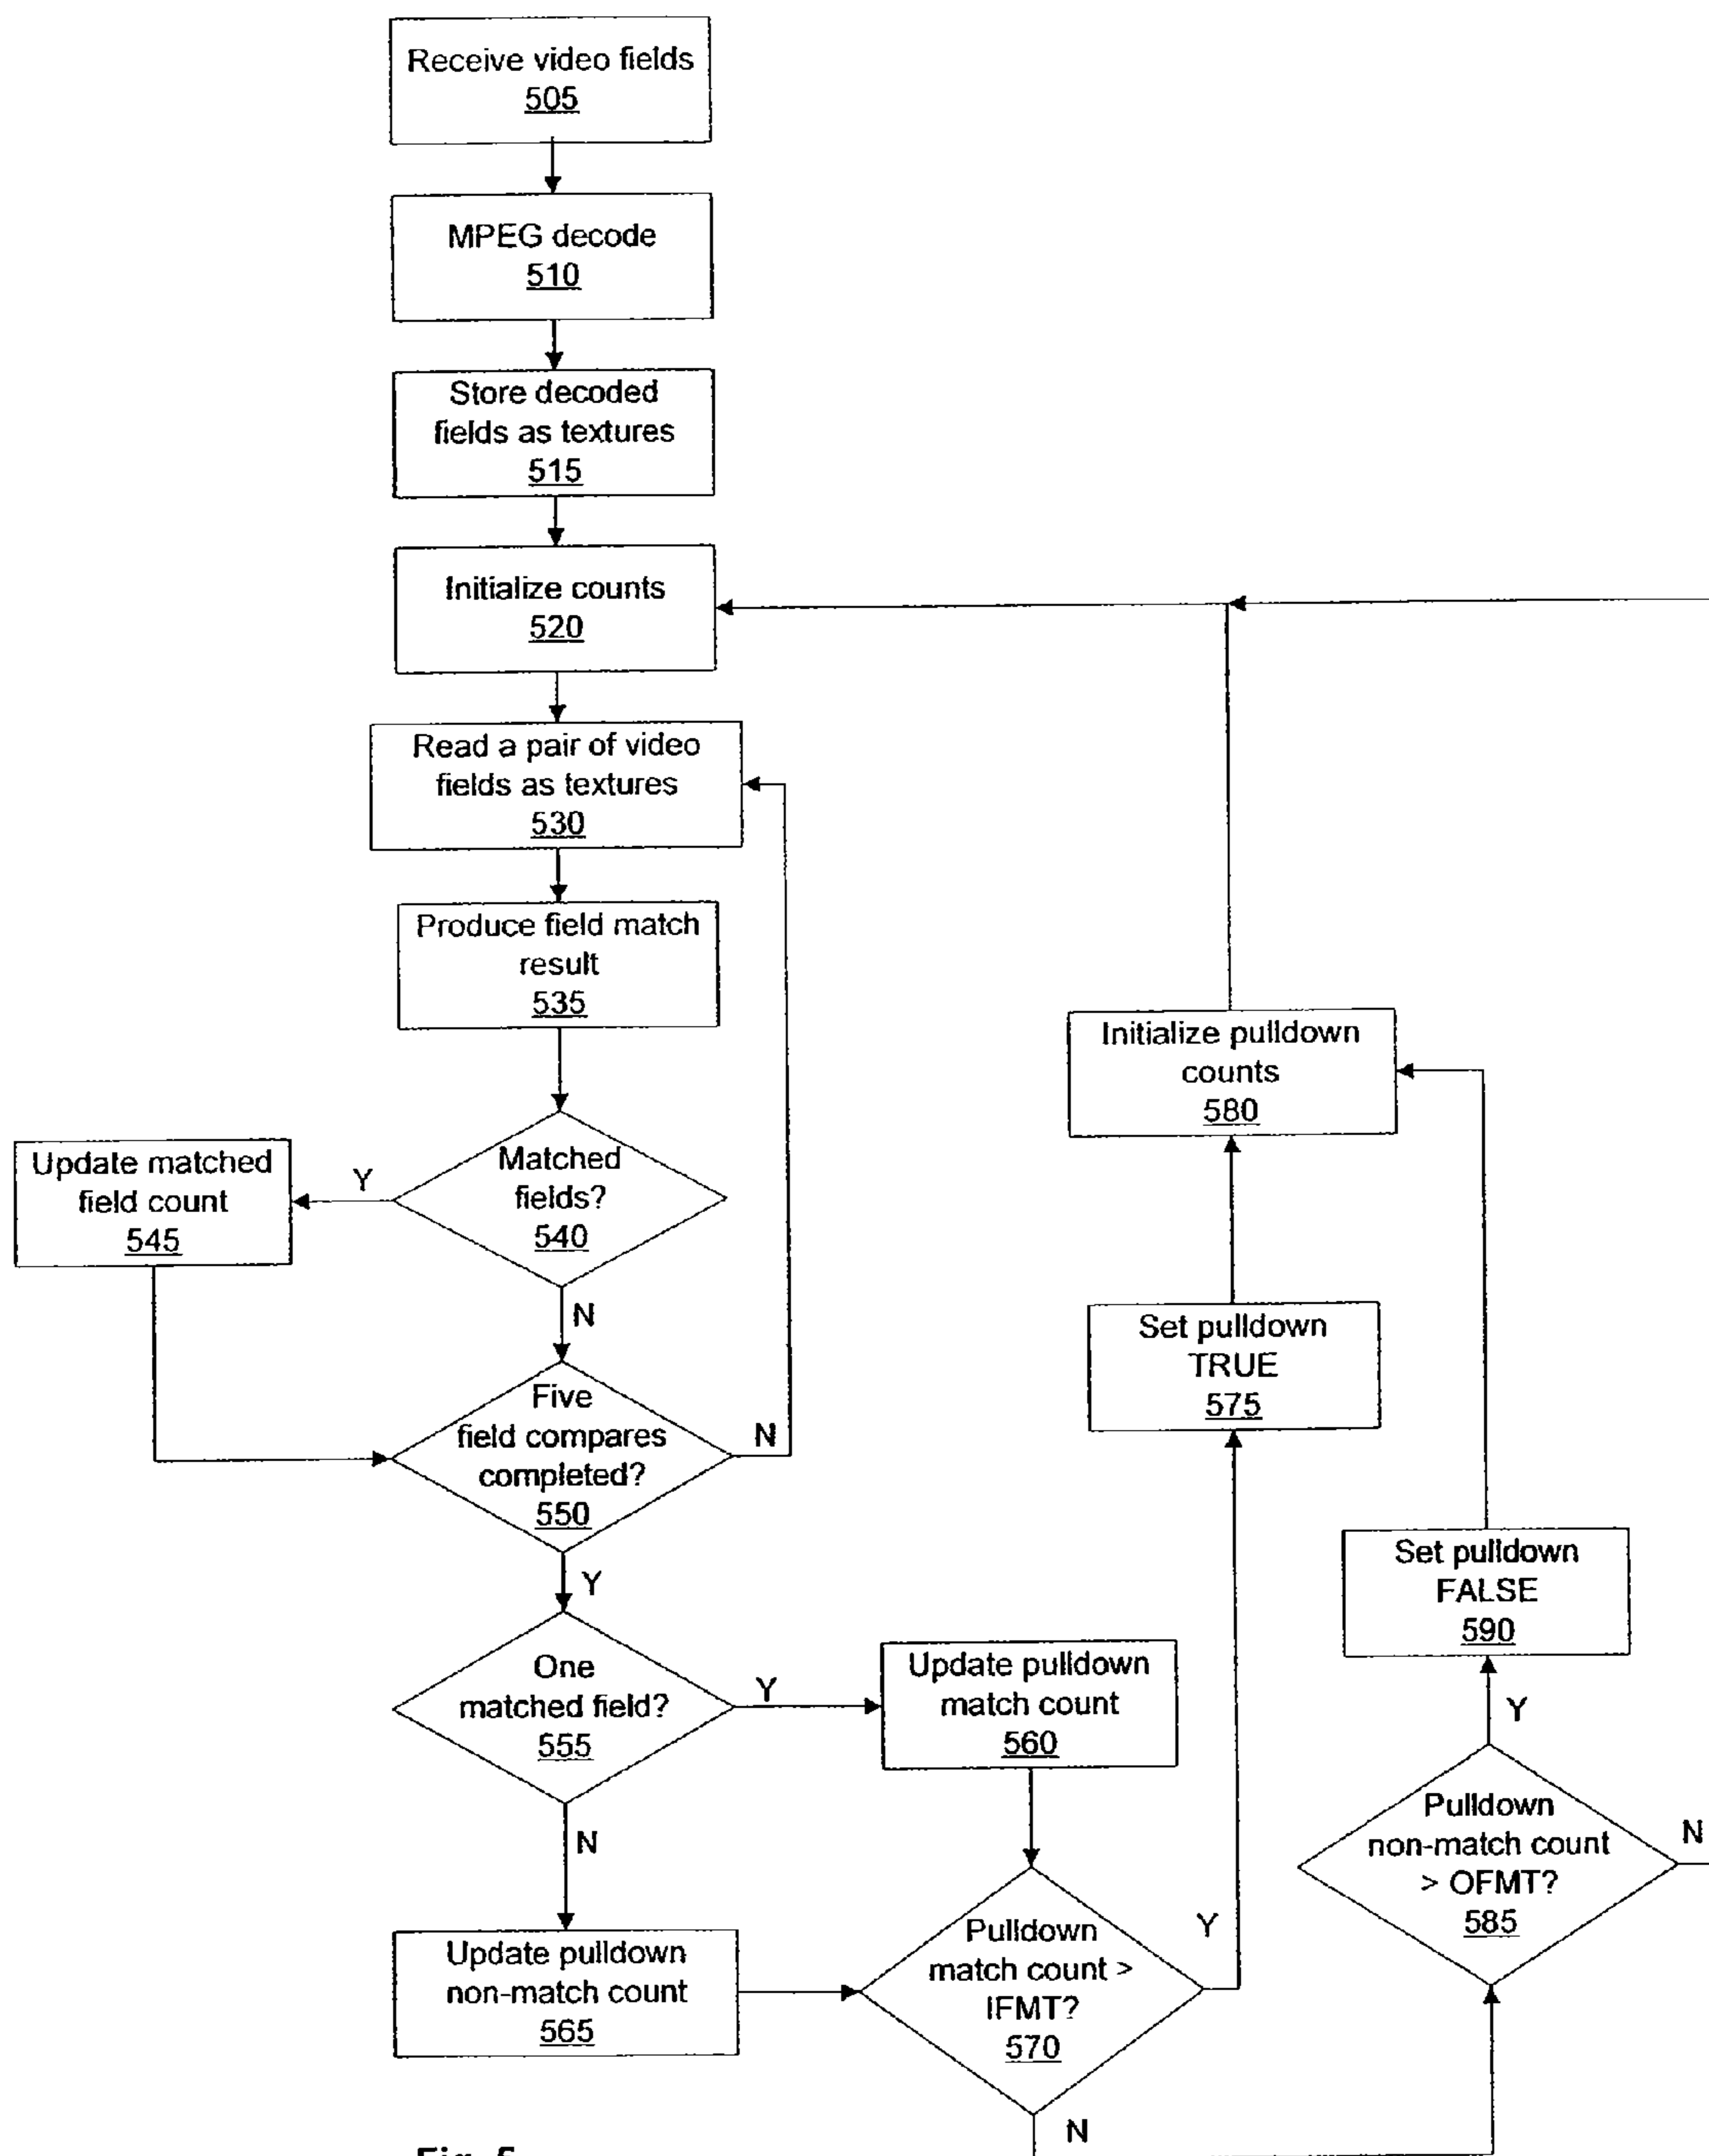 Receive video fields
505
MPEG decode
510
Store decoded
fields as textures
515
Initialize counts
520
Read a pair of video
fields as textures
530
Produce field match
result
535
Matched
fields?
540
Y
N
Update matched
field count
545
Five
field compares
completed?
550
N
Y
One
matched field?
555
Y
N
Update pulldown
match count
560
Update pulldown
non-match count
565
Pulldown
match count >
IFMT?
570
Y
N
Set pulldown
TRUE
575
Initialize pulldown
counts
580
Pulldown
non-match count
> OFMT?
585
Y
N
Set pulldown
FALSE
590
Fig. 5